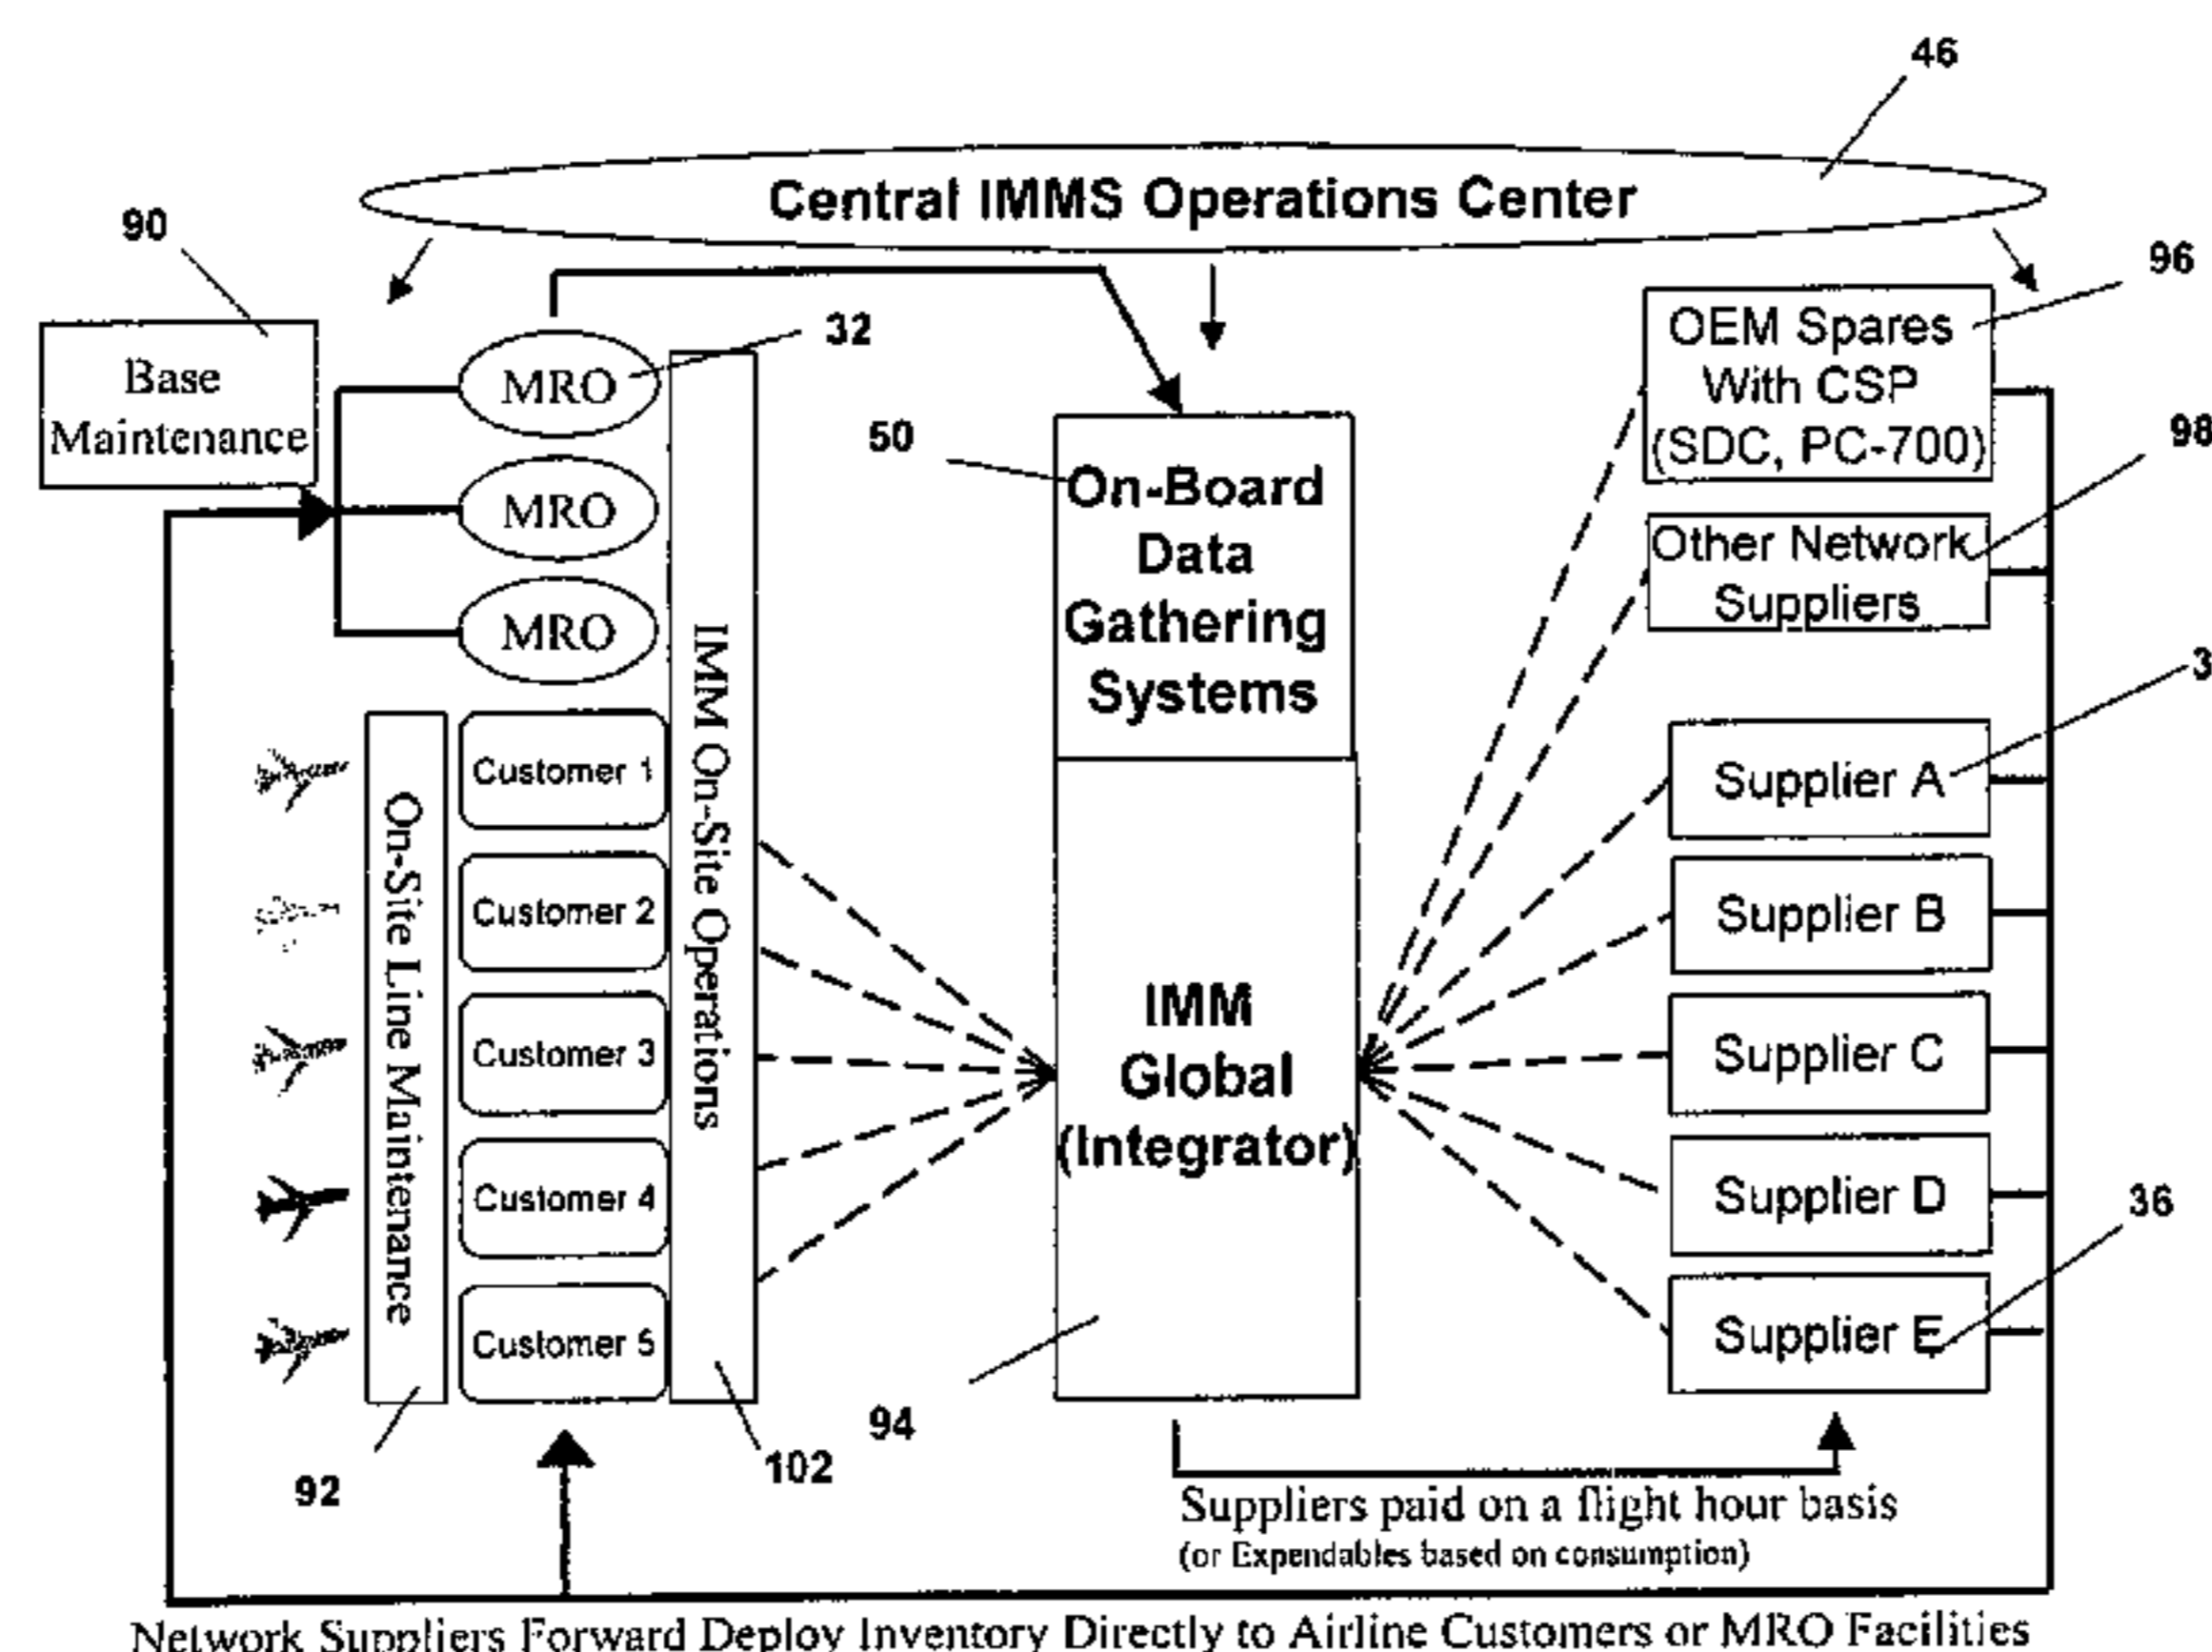 46
Central IMMS Operations Center
90
96
Base
Maintenance
MRO
32
OEM Spares
With CSP
(SDC, PC-700)
98
50
On-Board
Data
Gathering
Systems
MRO
MRO
Other Network
Suppliers
3
IMM On-Site Operations
On-Site Line Maintenance
Customer 1
Customer 2
Customer 3
Customer 4
Customer 5
IMM
Global
(Integrator)
Supplier A
Supplier B
Supplier C
Supplier D
36
Supplier E
92
102
94
Suppliers paid on a flight hour basis
(or Expendables based on consumption)
Network Suppliers Forward Deploy Inventory Directly to Airline Customers or MRO Facilities